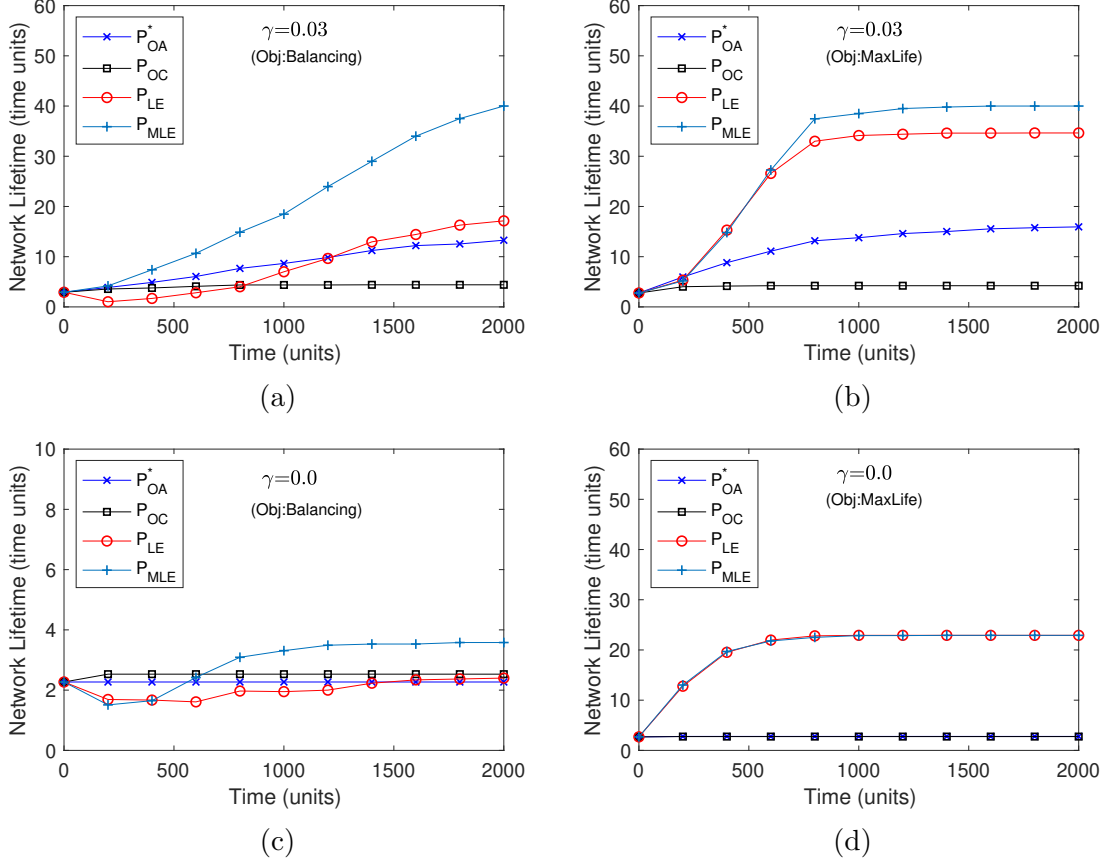 60
50
40
30
20
10
0
Network Lifetime (time units)
P*OA
POC
PLE
PMLE
γ=0.03
(Obj:Balancing)
0 500 1000 1500 2000
Time (units)
(a)
60
50
40
30
20
10
0
Network Lifetime (time units)
P*OA
POC
PLE
PMLE
γ=0.03
(Obj:MaxLife)
0 500 1000 1500 2000
Time (units)
(b)
10
8
6
4
2
0
Network Lifetime (time units)
P*OA
POC
PLE
PMLE
γ=0.0
(Obj:Balancing)
0 500 1000 1500 2000
Time (units)
(c)
60
50
40
30
20
10
0
Network Lifetime (time units)
P*OA
POC
PLE
PMLE
γ=0.0
(Obj:MaxLife)
0 500 1000 1500 2000
Time (units)
(d)